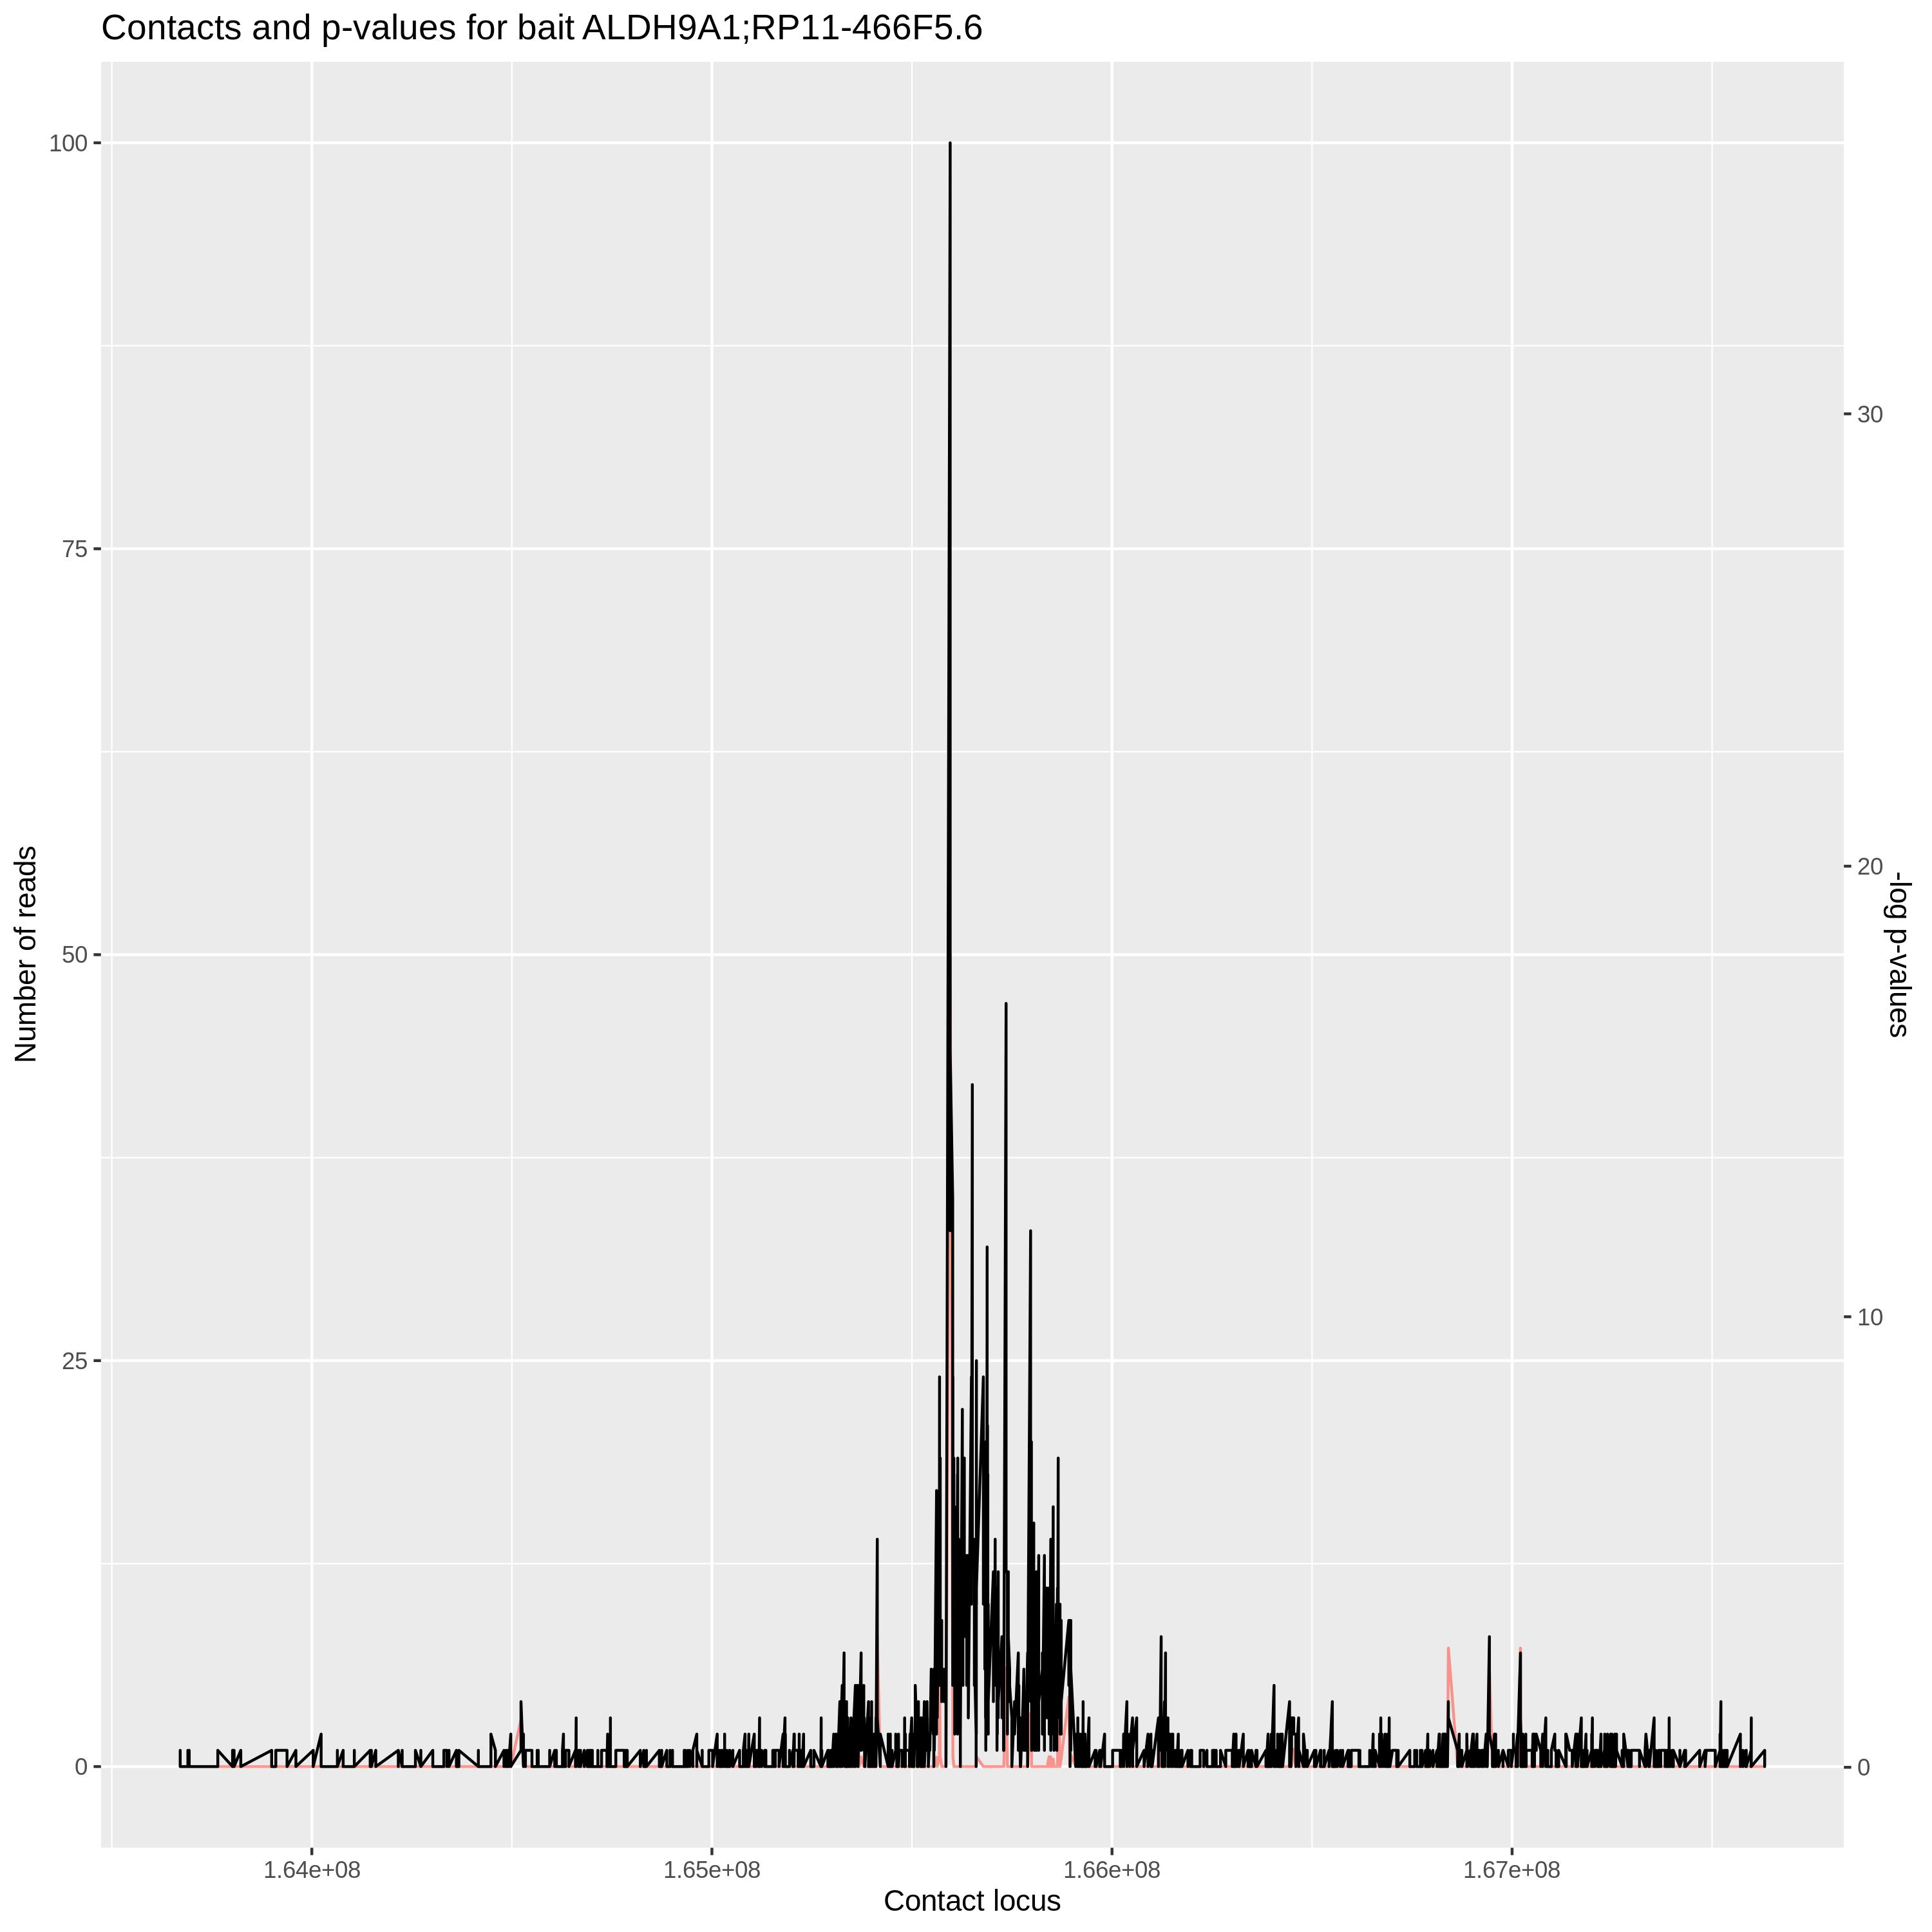 Contacts and p-values for bait ALDH9A1;RP11-466F5.6
100
75
50
25
0
Number of reads
30
20
10
0
-log p-values
1.64e+08
1.65e+08
1.66e+08
1.67e+08
Contact locus